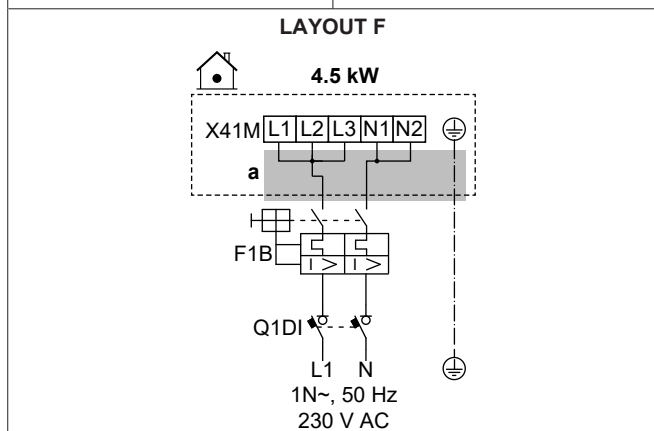 LAYOUT F
4.5 kW
X41M L1 L2 L3 N1 N2
a
F1B
I > I >
Q1DI
L1 N
1N~, 50 Hz
230 V AC